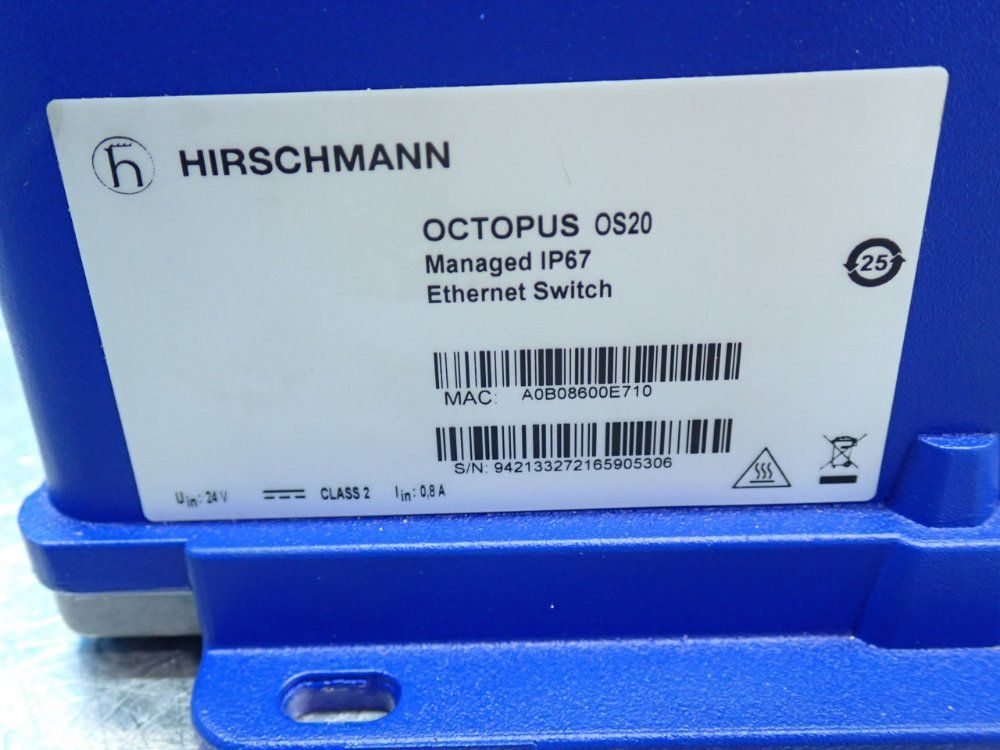 h HIRSCHMANN
OCTOPUS OS20
Managed IP67
Ethernet Switch
25
MAC: A0B08600E710
S/N: 942133272165905306
Uin: 24 V CLASS 2 Iin: 0,8 A